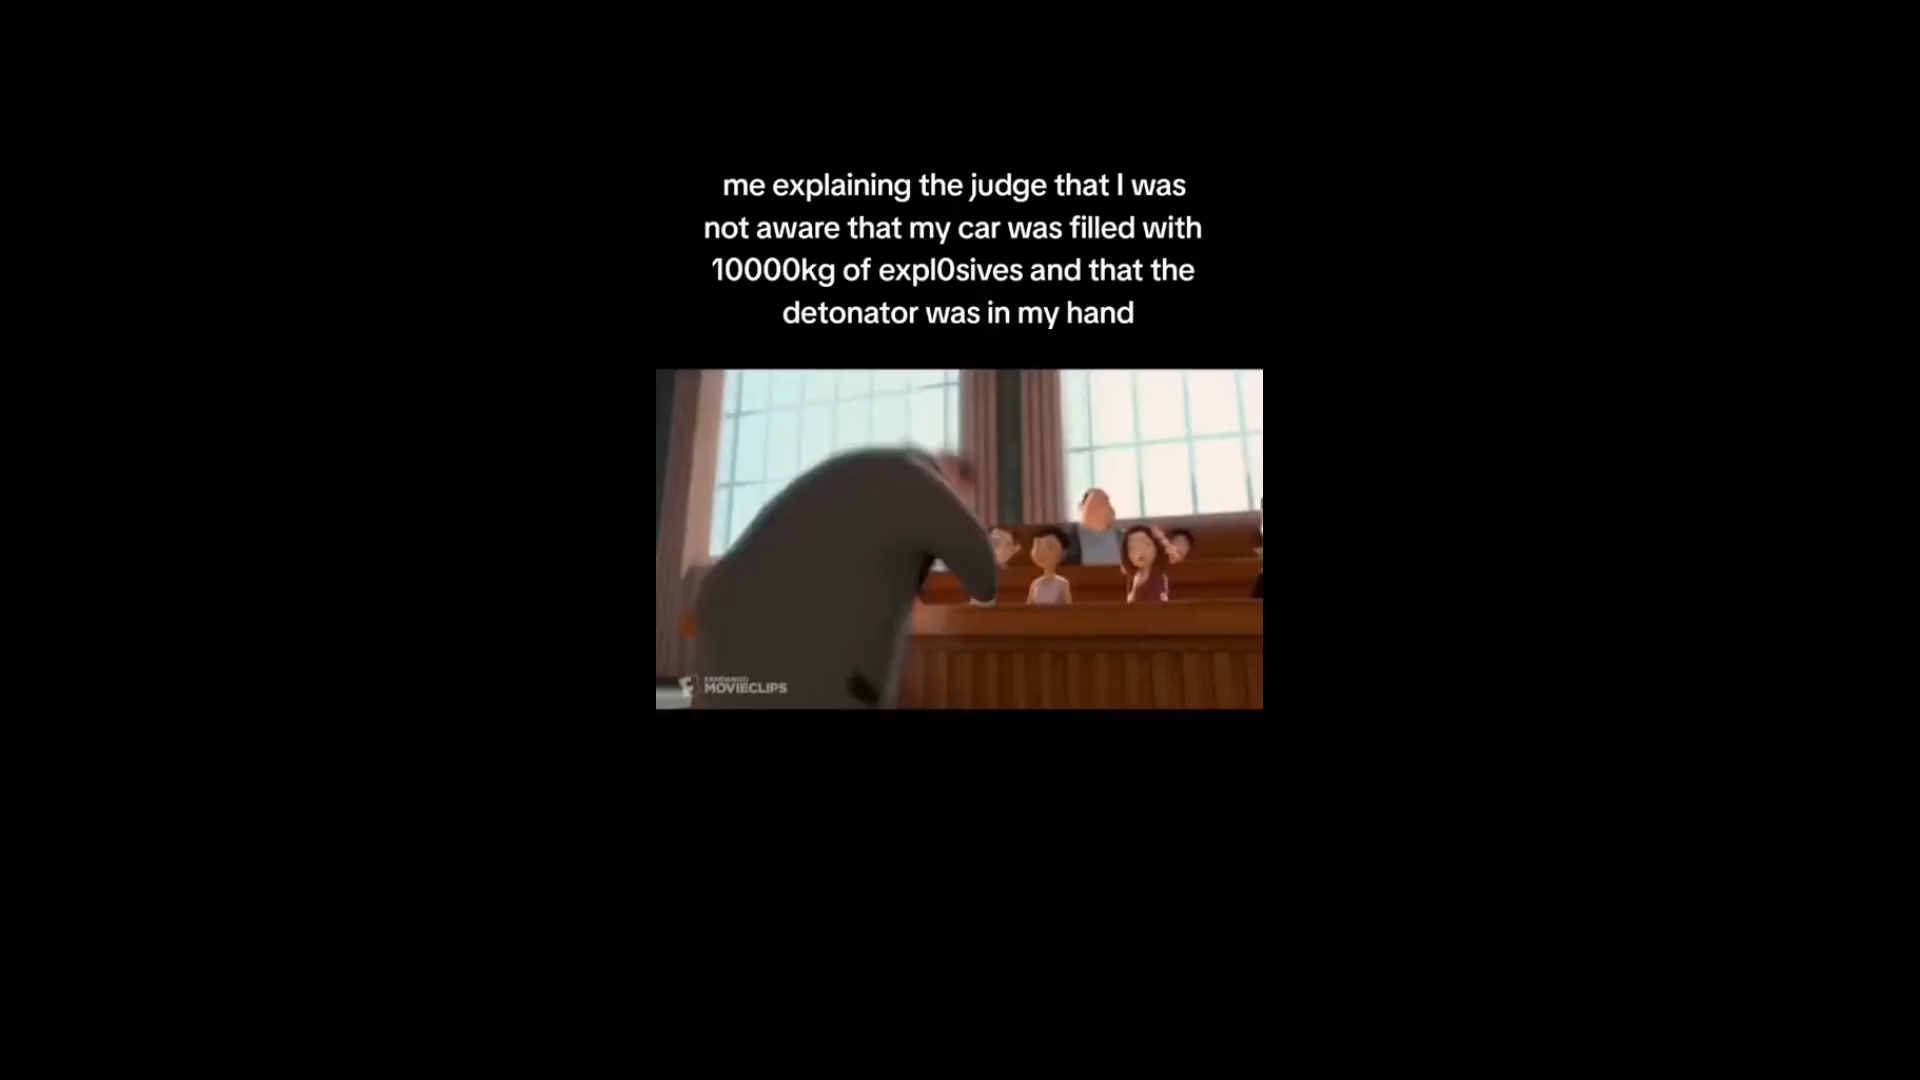 me explaining the judge that I was
not aware that my car was filled with
10000kg of expl0sives and that the
detonator was in my hand
FANDANGO
MOVIECLIPS